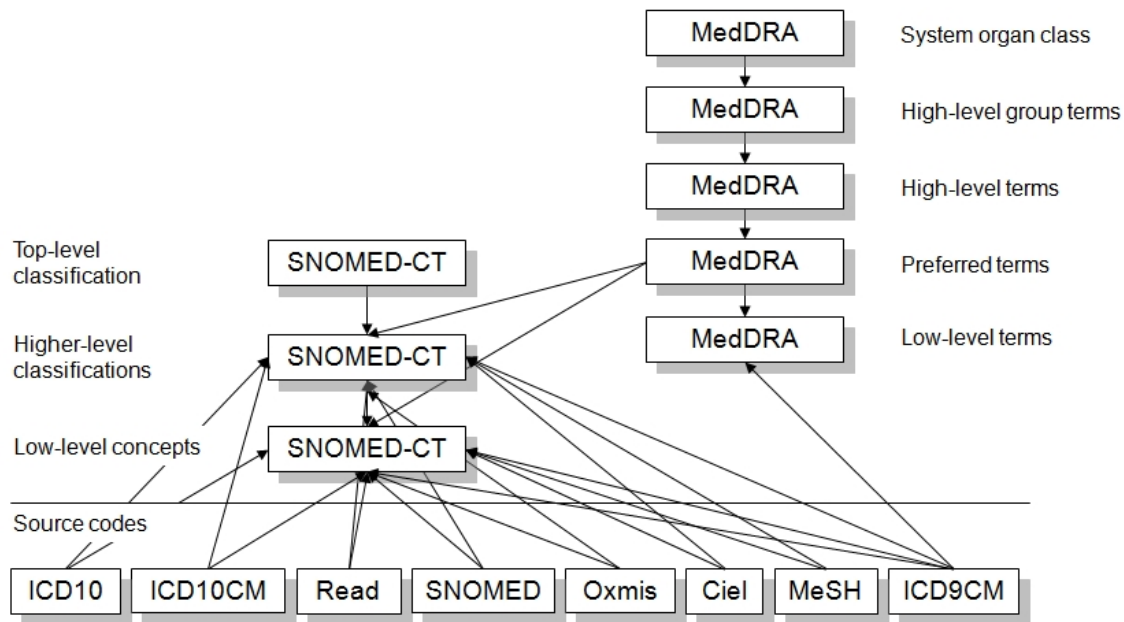 MedDRA
System organ class
MedDRA
High-level group terms
MedDRA
High-level terms
Top-level
classification
SNOMED-CT
MedDRA
Preferred terms
Higher-level
classifications
SNOMED-CT
MedDRA
Low-level terms
Low-level concepts
SNOMED-CT
Source codes
ICD10
ICD10CM
Read
SNOMED
Oxmis
Ciel
MeSH
ICD9CM